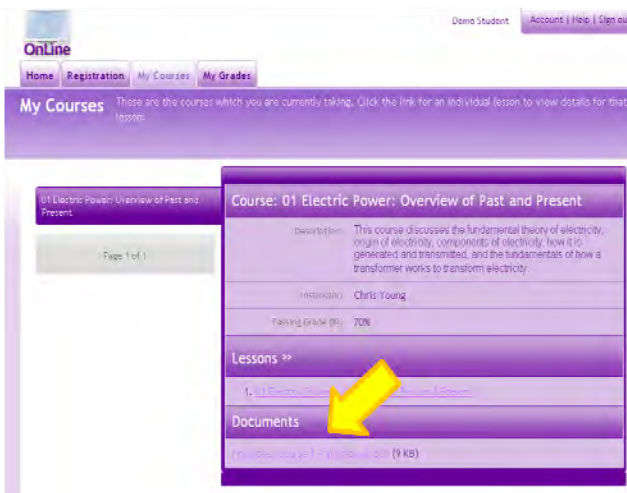 Demo Student Account | Help | Sign ou
OnLine
Home Registration My Courses My Grades
My Courses These are the courses which you are currently taking. Click the link for an individual lesson to view details for that
lesson.
01 Electric Power: Overview of Past and
Present
Page 1 of 1
Course: 01 Electric Power: Overview of Past and Present
Description: This course discusses the fundamental theory of electricity,
origin of electricity, components of electricity, how it is
generated and transmitted, and the fundamentals of how a
transformer works to transform electricity.
Instructor: Chris Young
Passing Grade (%): 70%
Lessons »
1. 01 Electric
Documents
(9 KB)